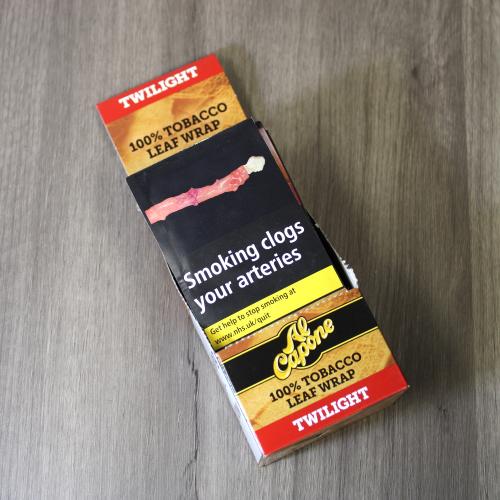 TWILIGHT
100% TOBACCO
LEAF WRAP
Smoking clogs
your arteries
Get help to stop smoking at
www.nhs.uk/quit
Al
Capone
100% TOBACCO
LEAF WRAP
TWILIGHT